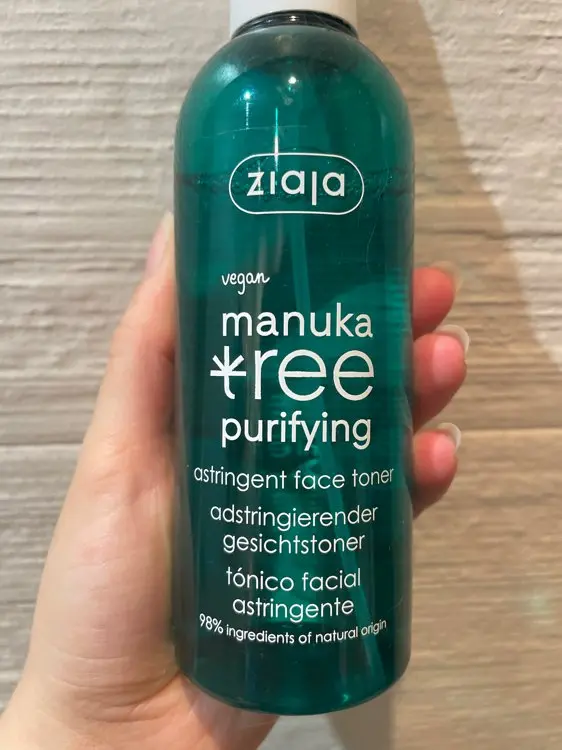 ziaja
vegan
manuka
tree
purifying
astringent face toner
adstringierender
gesichtstoner
tónico facial
astringente
98% ingredients of natural origin